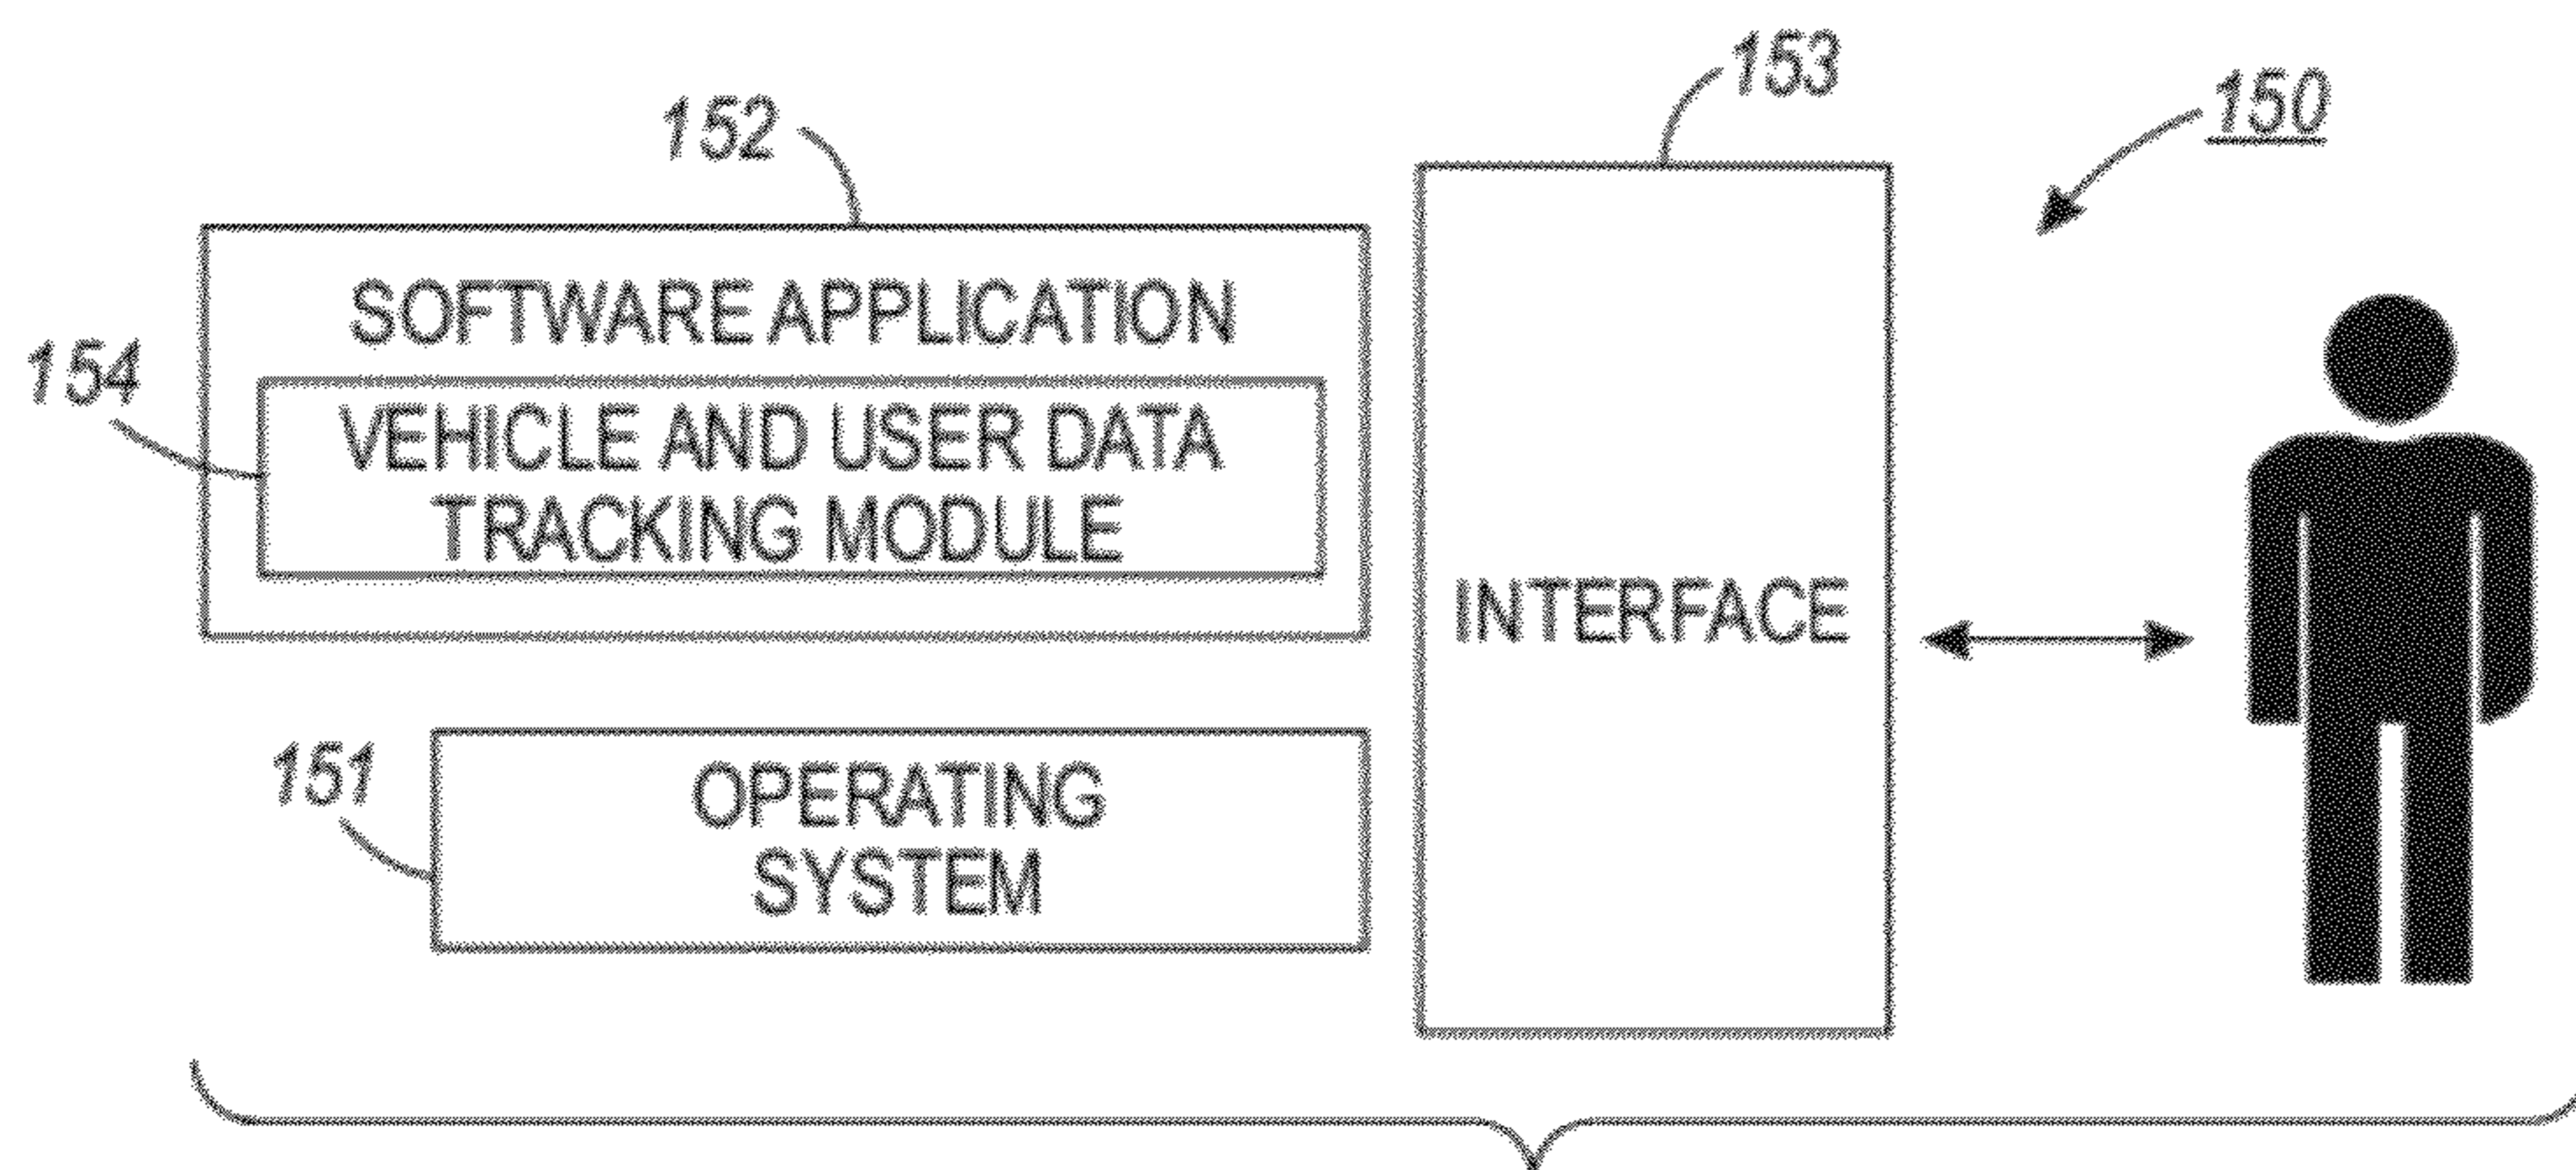 153
150
152
SOFTWARE APPLICATION
154
VEHICLE AND USER DATA
TRACKING MODULE
INTERFACE
151
OPERATING
SYSTEM